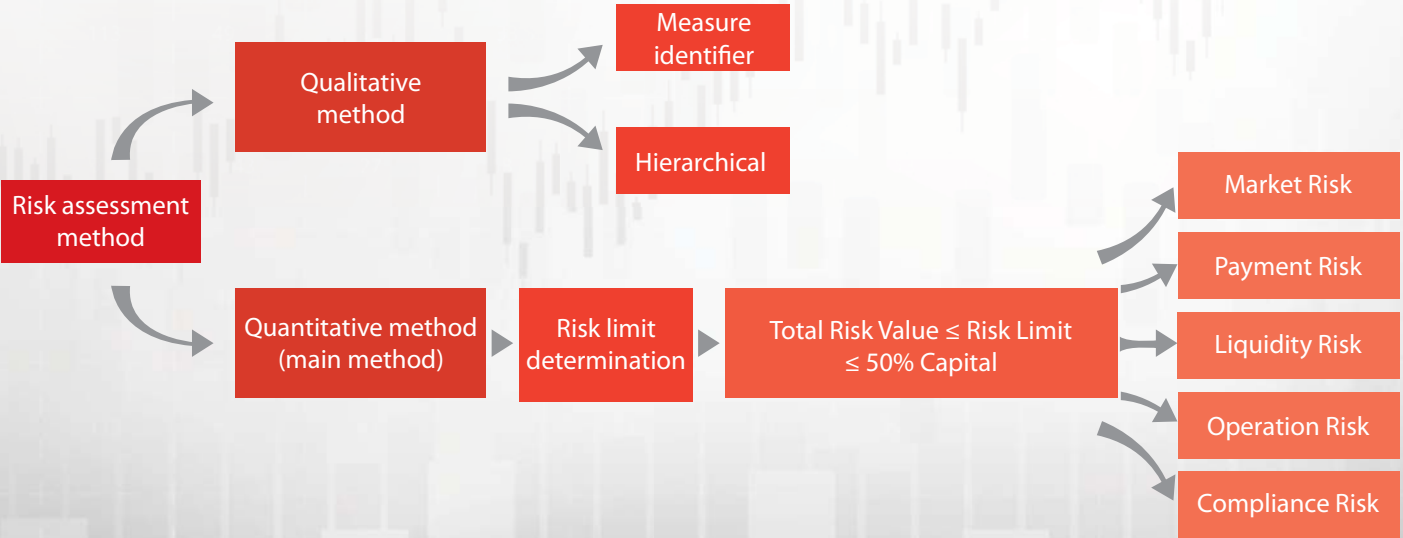 Risk assessment
method
Qualitative
method
Measure
identifier
Hierarchical
Quantitative method
(main method)
Risk limit
determination
Total Risk Value ≤ Risk Limit
≤ 50% Capital
Market Risk
Payment Risk
Liquidity Risk
Operation Risk
Compliance Risk